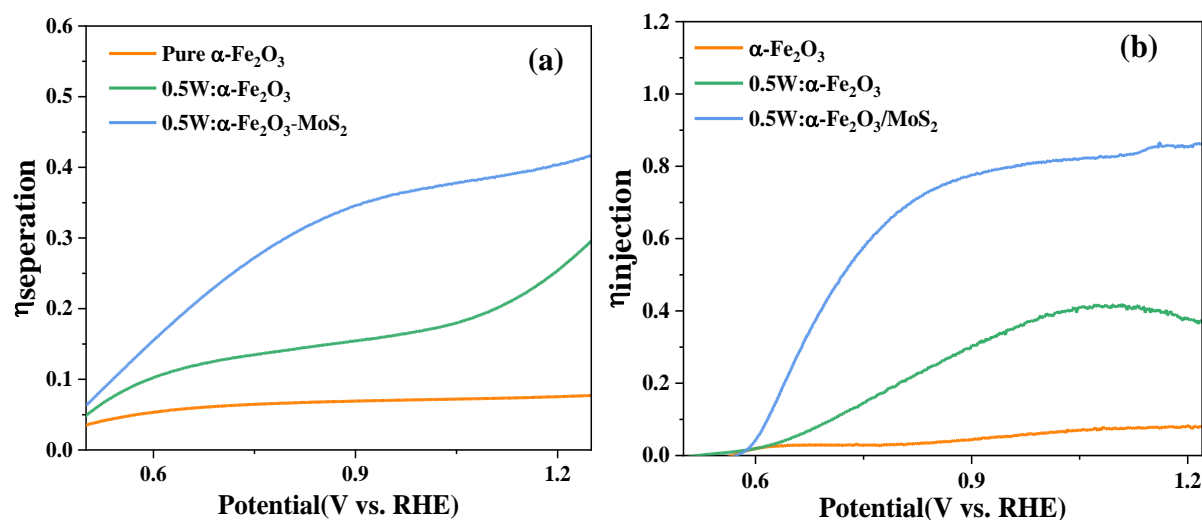 (a)
Pure α-Fe₂O₃
0.5W:α-Fe₂O₃
0.5W:α-Fe₂O₃-MoS₂
ηseperation
0.6
0.5
0.4
0.3
0.2
0.1
0.0
0.6 0.9 1.2
Potential(V vs. RHE)
(b)
α-Fe₂O₃
0.5W:α-Fe₂O₃
0.5W:α-Fe₂O₃/MoS₂
ηinjection
1.2
1.0
0.8
0.6
0.4
0.2
0.0
0.6 0.9 1.2
Potential(V vs. RHE)